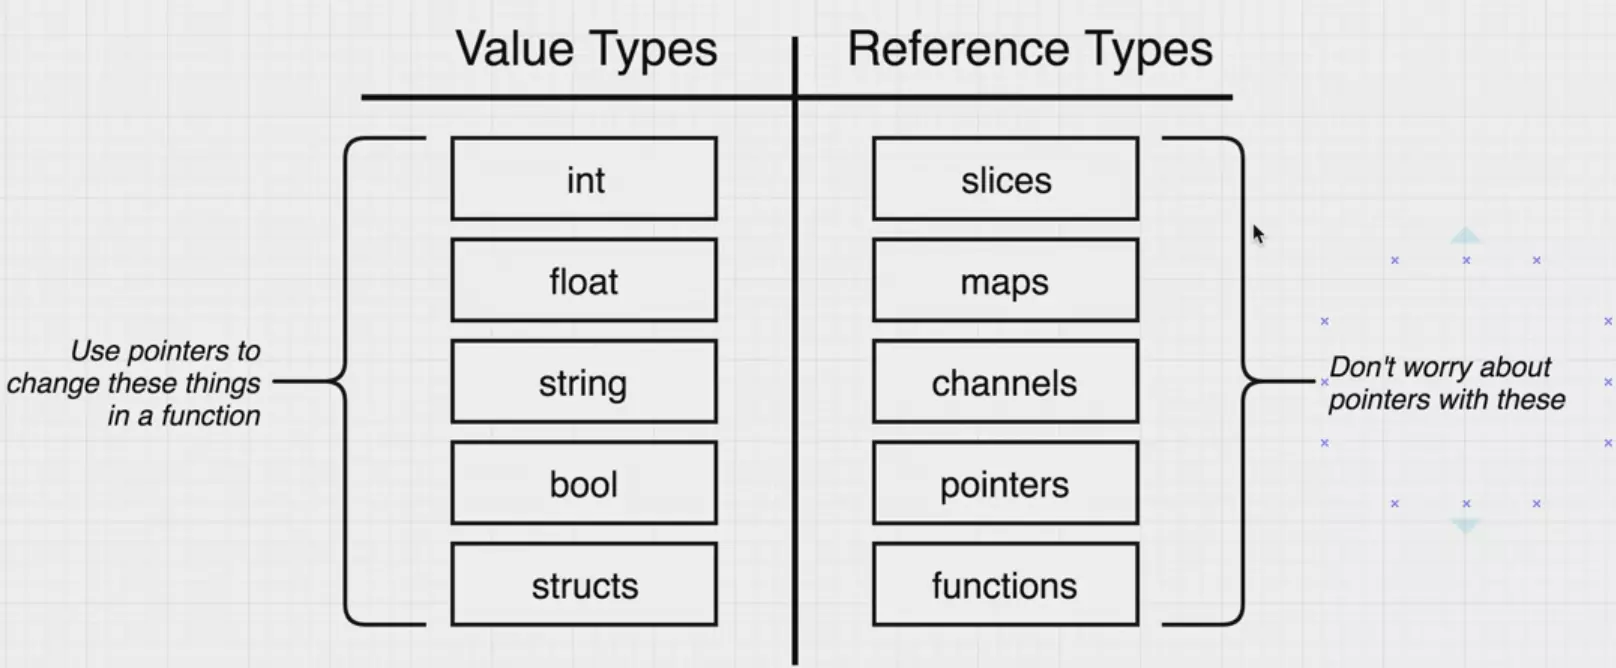 Value Types
Reference Types
int
float
string
bool
structs
slices
maps
channels
pointers
functions
Use pointers to
change these things
in a function
Don't worry about
pointers with these